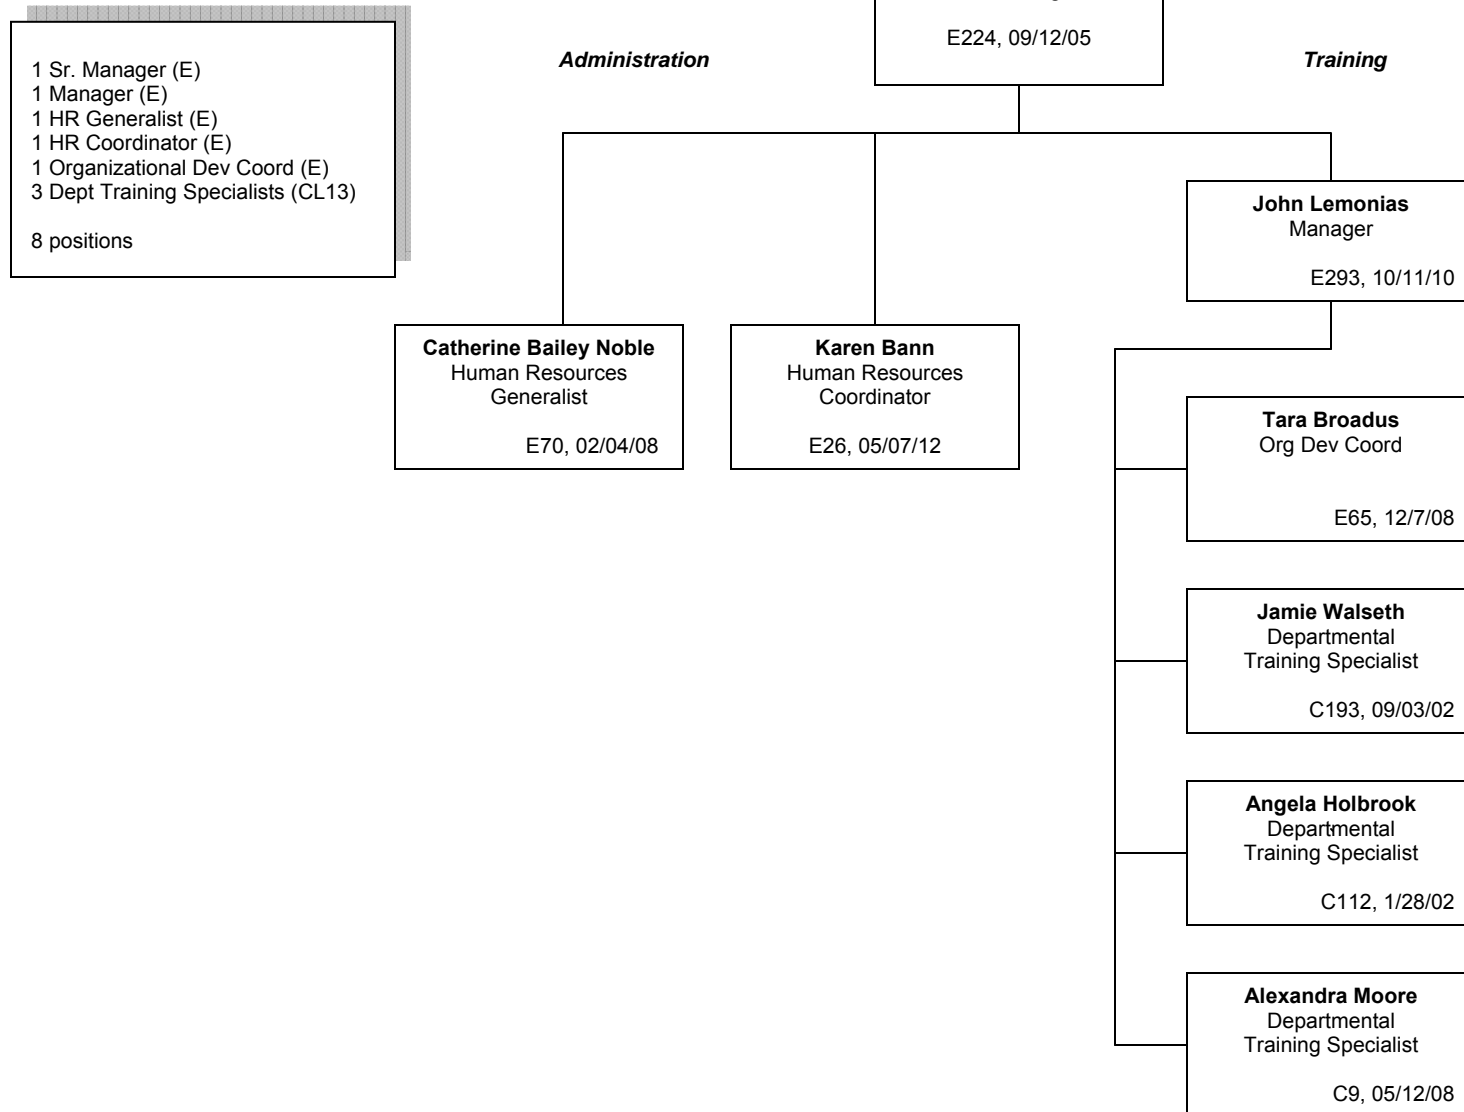 E224, 09/12/05
Administration
Training
1 Sr. Manager (E)
1 Manager (E)
1 HR Generalist (E)
1 HR Coordinator (E)
1 Organizational Dev Coord (E)
3 Dept Training Specialists (CL13)
8 positions
John Lemonias
Manager
E293, 10/11/10
Catherine Bailey Noble
Human Resources
Generalist
E70, 02/04/08
Karen Bann
Human Resources
Coordinator
E26, 05/07/12
Tara Broadus
Org Dev Coord
E65, 12/7/08
Jamie Walseth
Departmental
Training Specialist
C193, 09/03/02
Angela Holbrook
Departmental
Training Specialist
C112, 1/28/02
Alexandra Moore
Departmental
Training Specialist
C9, 05/12/08